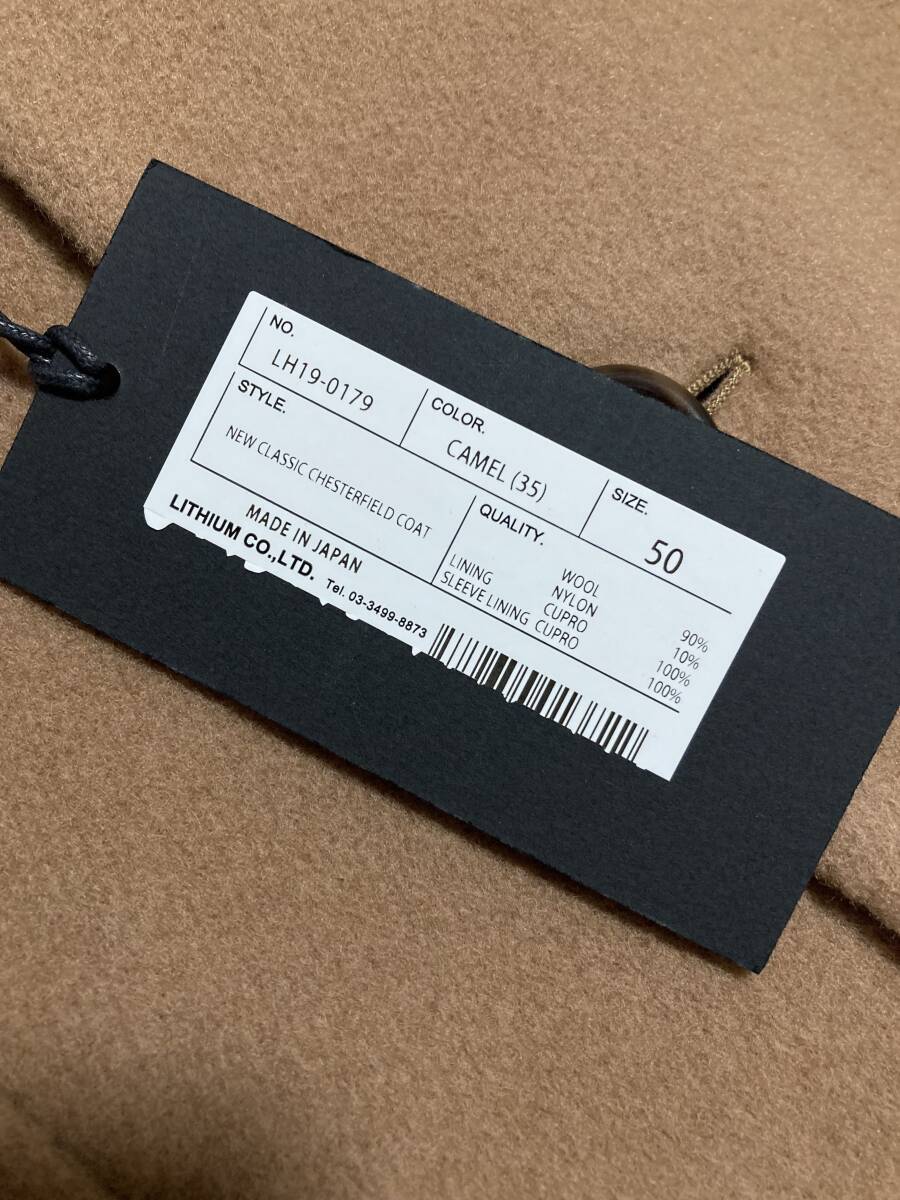 NO.
LH19-0179
COLOR.
CAMEL (35)
SIZE.
50
STYLE.
NEW CLASSIC CHESTERFIELD COAT
QUALITY.
WOOL 90%
NYLON 10%
LINING CUPRO 100%
SLEEVE LINING CUPRO 100%
MADE IN JAPAN
LITHIUM CO.,LTD. Tel. 03-3499-8873